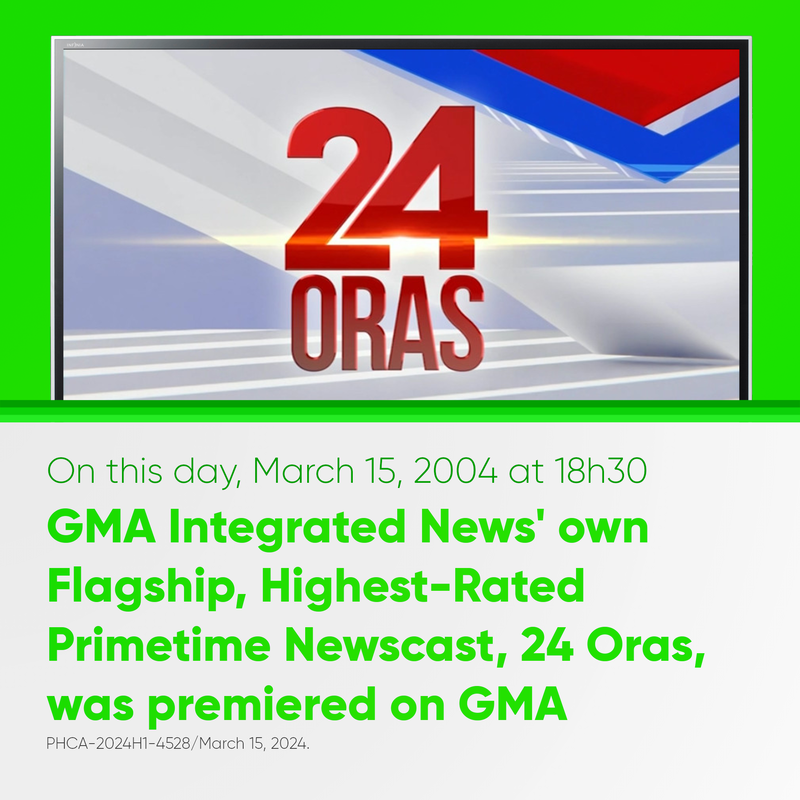 24
ORAS
On this day, March 15, 2004 at 18h30
GMA Integrated News' own
Flagship, Highest-Rated
Primetime Newscast, 24 Oras,
was premiered on GMA
PHCA-2024H1-4528/March 15, 2024.